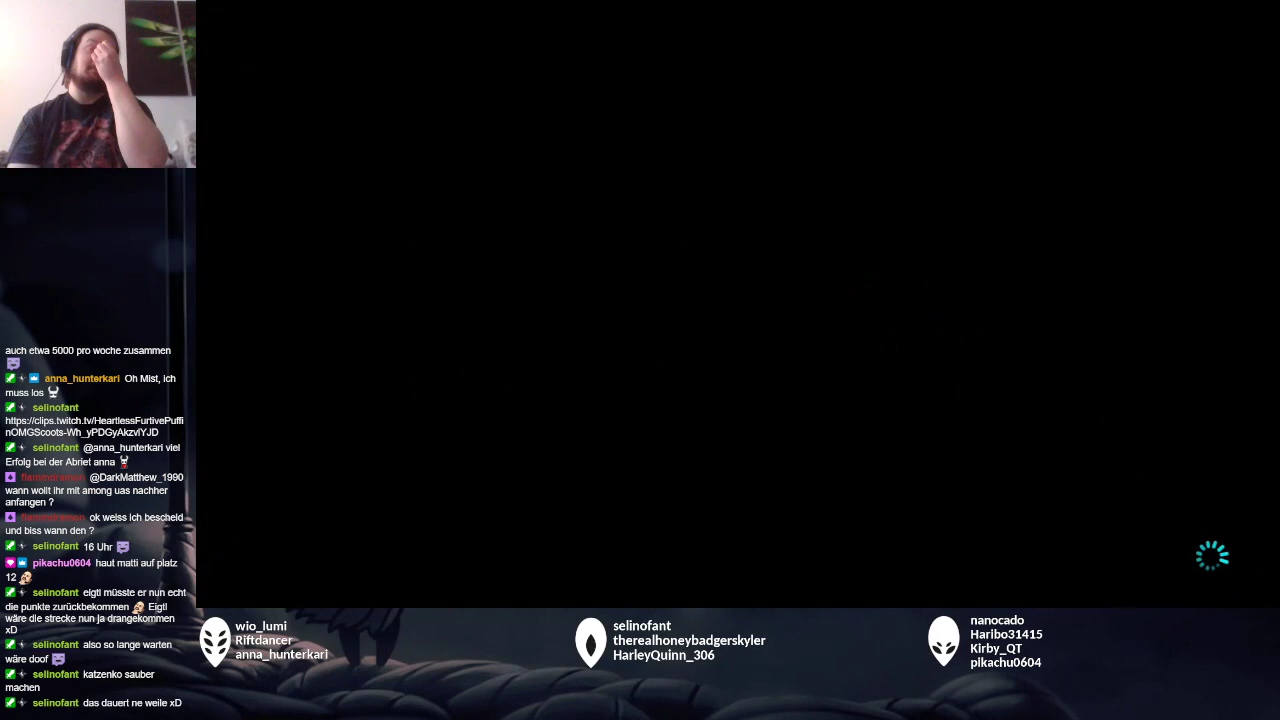 auch etwa 5000 pro woche zusammen
anna_hunterkari Oh Mist, ich
muss los
selinofant
https://clips.twitch.tv/HeartlessFurtivePuffi
nOMGScoots-Wh_yPDGyAkzvlYJD
selinofant @anna_hunterkari viel
Erfolg bei der Abriet anna
@DarkMatthew_1990
wann wollt ihr mit among uas nachher
anfangen ?
ok weiss ich bescheid
und biss wann den ?
selinofant 16 Uhr
pikachu0604 haut matti auf platz
12
selinofant eigtl müsste er nun echt
die punkte zurückbekommen Eigtl
wäre die strecke nun ja drangekommen
xD
selinofant also so lange warten
wäre doof
selinofant katzenko sauber
machen
selinofant das dauert ne weile xD
wio_lumi
Riftdancer
anna_hunterkari
selinofant
therealhoneybadgerskyler
HarleyQuinn_306
nanocado
Haribo31415
Kirby_QT
pikachu0604